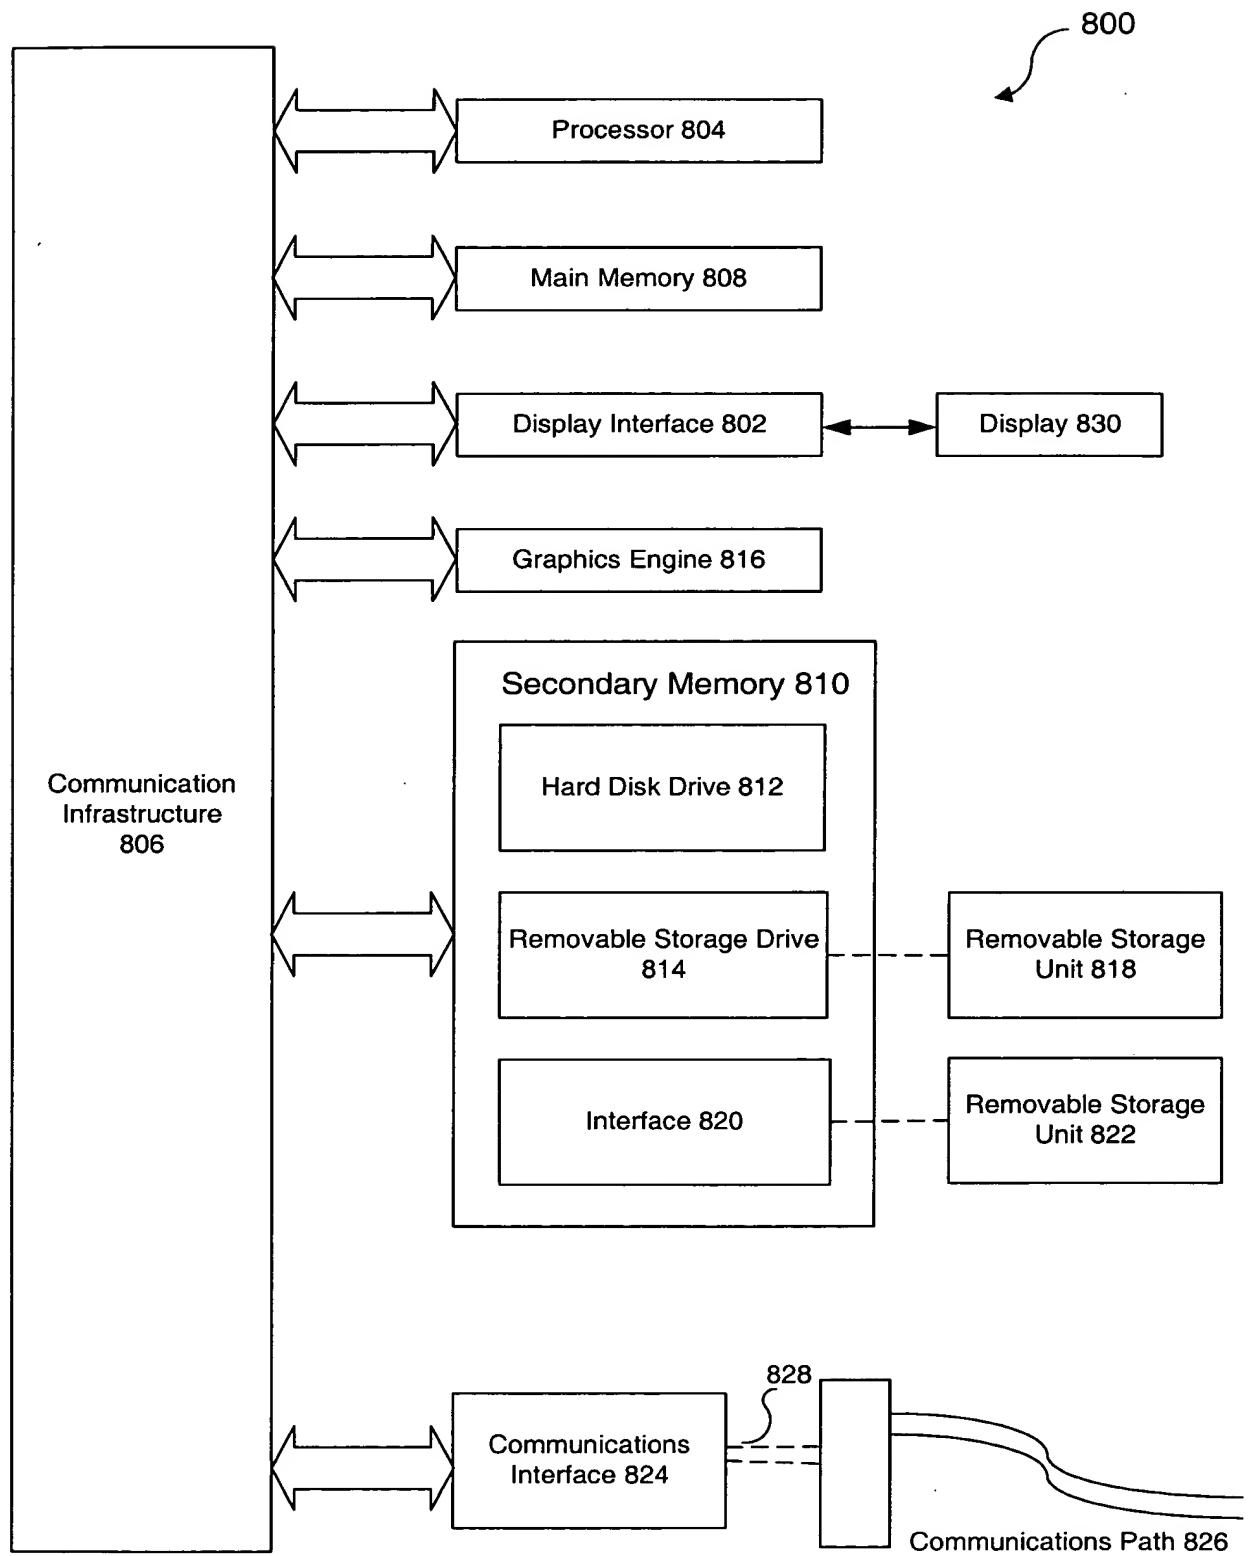 800
Processor 804
Main Memory 808
Display Interface 802
Display 830
Graphics Engine 816
Secondary Memory 810
Hard Disk Drive 812
Communication
Infrastructure
806
Removable Storage Drive
814
Removable Storage
Unit 818
Interface 820
Removable Storage
Unit 822
828
Communications
Interface 824
Communications Path 826